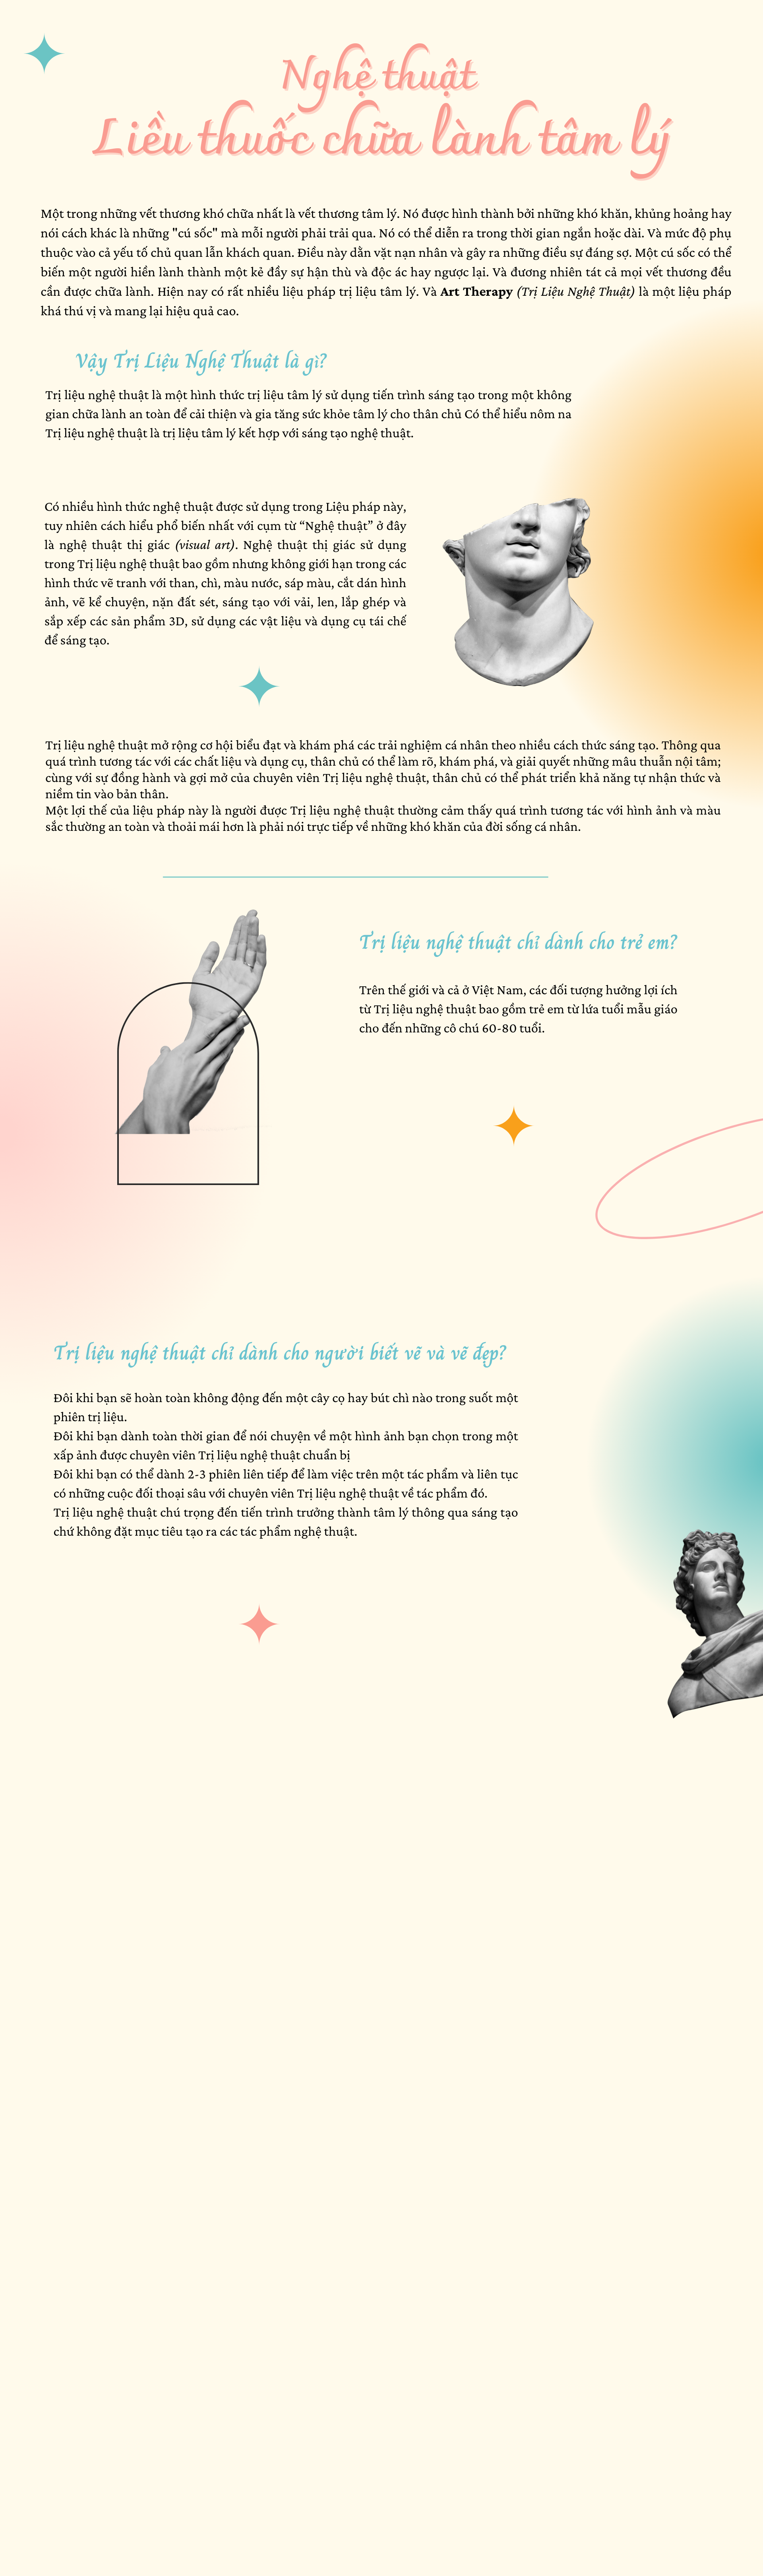 Nghệ thuật
Liều thuốc chữa lành tâm lý
Một trong những vết thương khó chữa nhất là vết thương tâm lý. Nó được hình thành bởi những khó khăn, khủng hoảng hay
nói cách khác là những "cú sốc" mà mỗi người phải trải qua. Nó có thể diễn ra trong thời gian ngắn hoặc dài. Và mức độ phụ
thuộc vào cả yếu tố chủ quan lẫn khách quan. Điều này dằn vặt nạn nhân và gây ra những điều sự đáng sợ. Một cú sốc có thể
biến một người hiền lành thành một kẻ đầy sự hận thù và độc ác hay ngược lại. Và đương nhiên tát cả mọi vết thương đều
cần được chữa lành. Hiện nay có rất nhiều liệu pháp trị liệu tâm lý. Và Art Therapy (Trị Liệu Nghệ Thuật) là một liệu pháp
khá thú vị và mang lại hiệu quả cao.
Vậy Trị Liệu Nghệ Thuật là gì?
Trị liệu nghệ thuật là một hình thức trị liệu tâm lý sử dụng tiến trình sáng tạo trong một không
gian chữa lành an toàn để cải thiện và gia tăng sức khỏe tâm lý cho thân chủ Có thể hiểu nôm na
Trị liệu nghệ thuật là trị liệu tâm lý kết hợp với sáng tạo nghệ thuật.
Có nhiều hình thức nghệ thuật được sử dụng trong Liệu pháp này,
tuy nhiên cách hiểu phổ biến nhất với cụm từ “Nghệ thuật” ở đây
là nghệ thuật thị giác (visual art). Nghệ thuật thị giác sử dụng
trong Trị liệu nghệ thuật bao gồm nhưng không giới hạn trong các
hình thức vẽ tranh với than, chì, màu nước, sáp màu, cắt dán hình
ảnh, vẽ kể chuyện, nặn đất sét, sáng tạo với vải, len, lắp ghép và
sắp xếp các sản phẩm 3D, sử dụng các vật liệu và dụng cụ tái chế
để sáng tạo.
Trị liệu nghệ thuật mở rộng cơ hội biểu đạt và khám phá các trải nghiệm cá nhân theo nhiều cách thức sáng tạo. Thông qua
quá trình tương tác với các chất liệu và dụng cụ, thân chủ có thể làm rõ, khám phá, và giải quyết những mâu thuẫn nội tâm;
cùng với sự đồng hành và gợi mở của chuyên viên Trị liệu nghệ thuật, thân chủ có thể phát triển khả năng tự nhận thức và
niềm tin vào bản thân.
Một lợi thế của liệu pháp này là người được Trị liệu nghệ thuật thường cảm thấy quá trình tương tác với hình ảnh và màu
sắc thường an toàn và thoải mái hơn là phải nói trực tiếp về những khó khăn của đời sống cá nhân.
Trị liệu nghệ thuật chỉ dành cho trẻ em?
Trên thế giới và cả ở Việt Nam, các đối tượng hưởng lợi ích
từ Trị liệu nghệ thuật bao gồm trẻ em từ lứa tuổi mẫu giáo
cho đến những cô chú 60-80 tuổi.
Trị liệu nghệ thuật chỉ dành cho người biết vẽ và vẽ đẹp?
Đôi khi bạn sẽ hoàn toàn không động đến một cây cọ hay bút chì nào trong suốt một
phiên trị liệu.
Đôi khi bạn dành toàn thời gian để nói chuyện về một hình ảnh bạn chọn trong một
xấp ảnh được chuyên viên Trị liệu nghệ thuật chuẩn bị
Đôi khi bạn có thể dành 2-3 phiên liên tiếp để làm việc trên một tác phẩm và liên tục
có những cuộc đối thoại sâu với chuyên viên Trị liệu nghệ thuật về tác phẩm đó.
Trị liệu nghệ thuật chú trọng đến tiến trình trưởng thành tâm lý thông qua sáng tạo
chứ không đặt mục tiêu tạo ra các tác phẩm nghệ thuật.